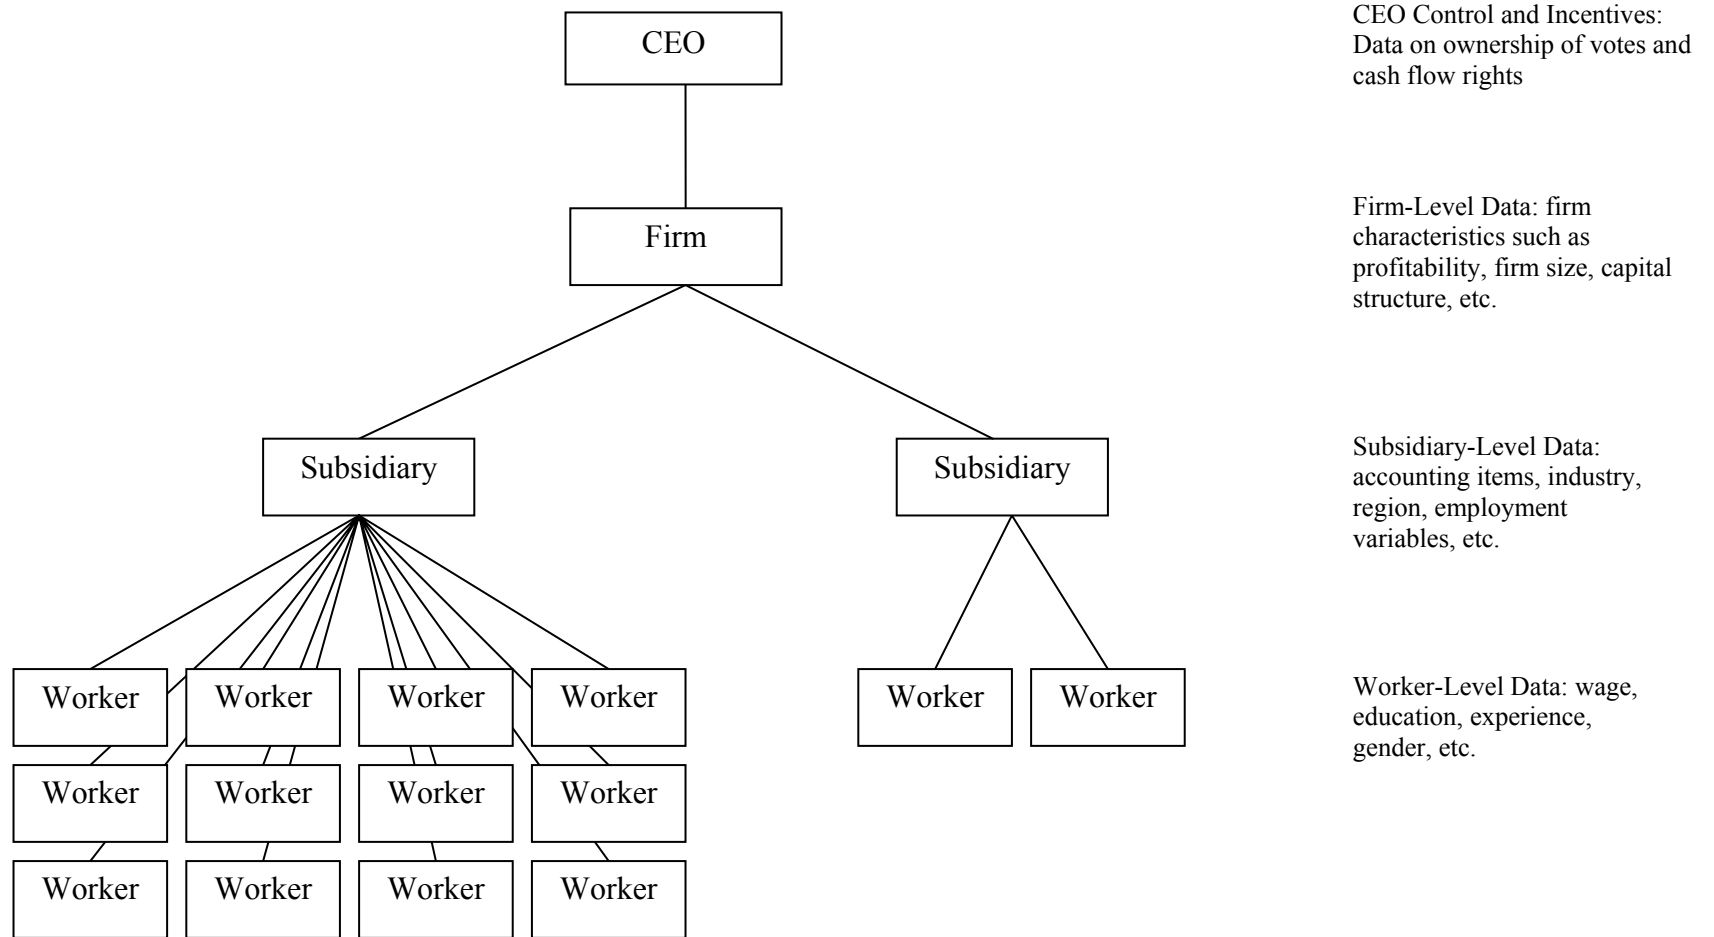 CEO
CEO Control and Incentives:
Data on ownership of votes and
cash flow rights
Firm
Firm-Level Data: firm
characteristics such as
profitability, firm size, capital
structure, etc.
Subsidiary
Subsidiary
Subsidiary-Level Data:
accounting items, industry,
region, employment
variables, etc.
Worker
Worker
Worker
Worker
Worker
Worker
Worker-Level Data: wage,
education, experience,
gender, etc.
Worker
Worker
Worker
Worker
Worker
Worker
Worker
Worker